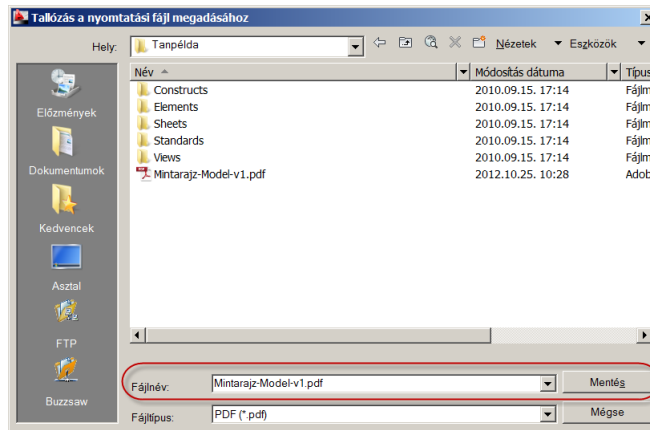 Tallózás a nyomtatási fájl megadásához
Hely: Tanpélda Nézetek Eszközök
Név Módosítás dátuma Típus
Constructs 2010.09.15. 17:14 Fájlm
Elements 2010.09.15. 17:14 Fájlm
Sheets 2010.09.15. 17:14 Fájlm
Standards 2010.09.15. 17:14 Fájlm
Views 2010.09.15. 17:14 Fájlm
Mintarajz-Model-v1.pdf 2012.10.25. 10:28 Adob
Előzmények
Dokumentumok
Kedvencek
Asztal
FTP
Buzzsaw
Fájlnév: Mintarajz-Model-v1.pdf Mentés
Fájltípus: PDF (*.pdf) Mégse